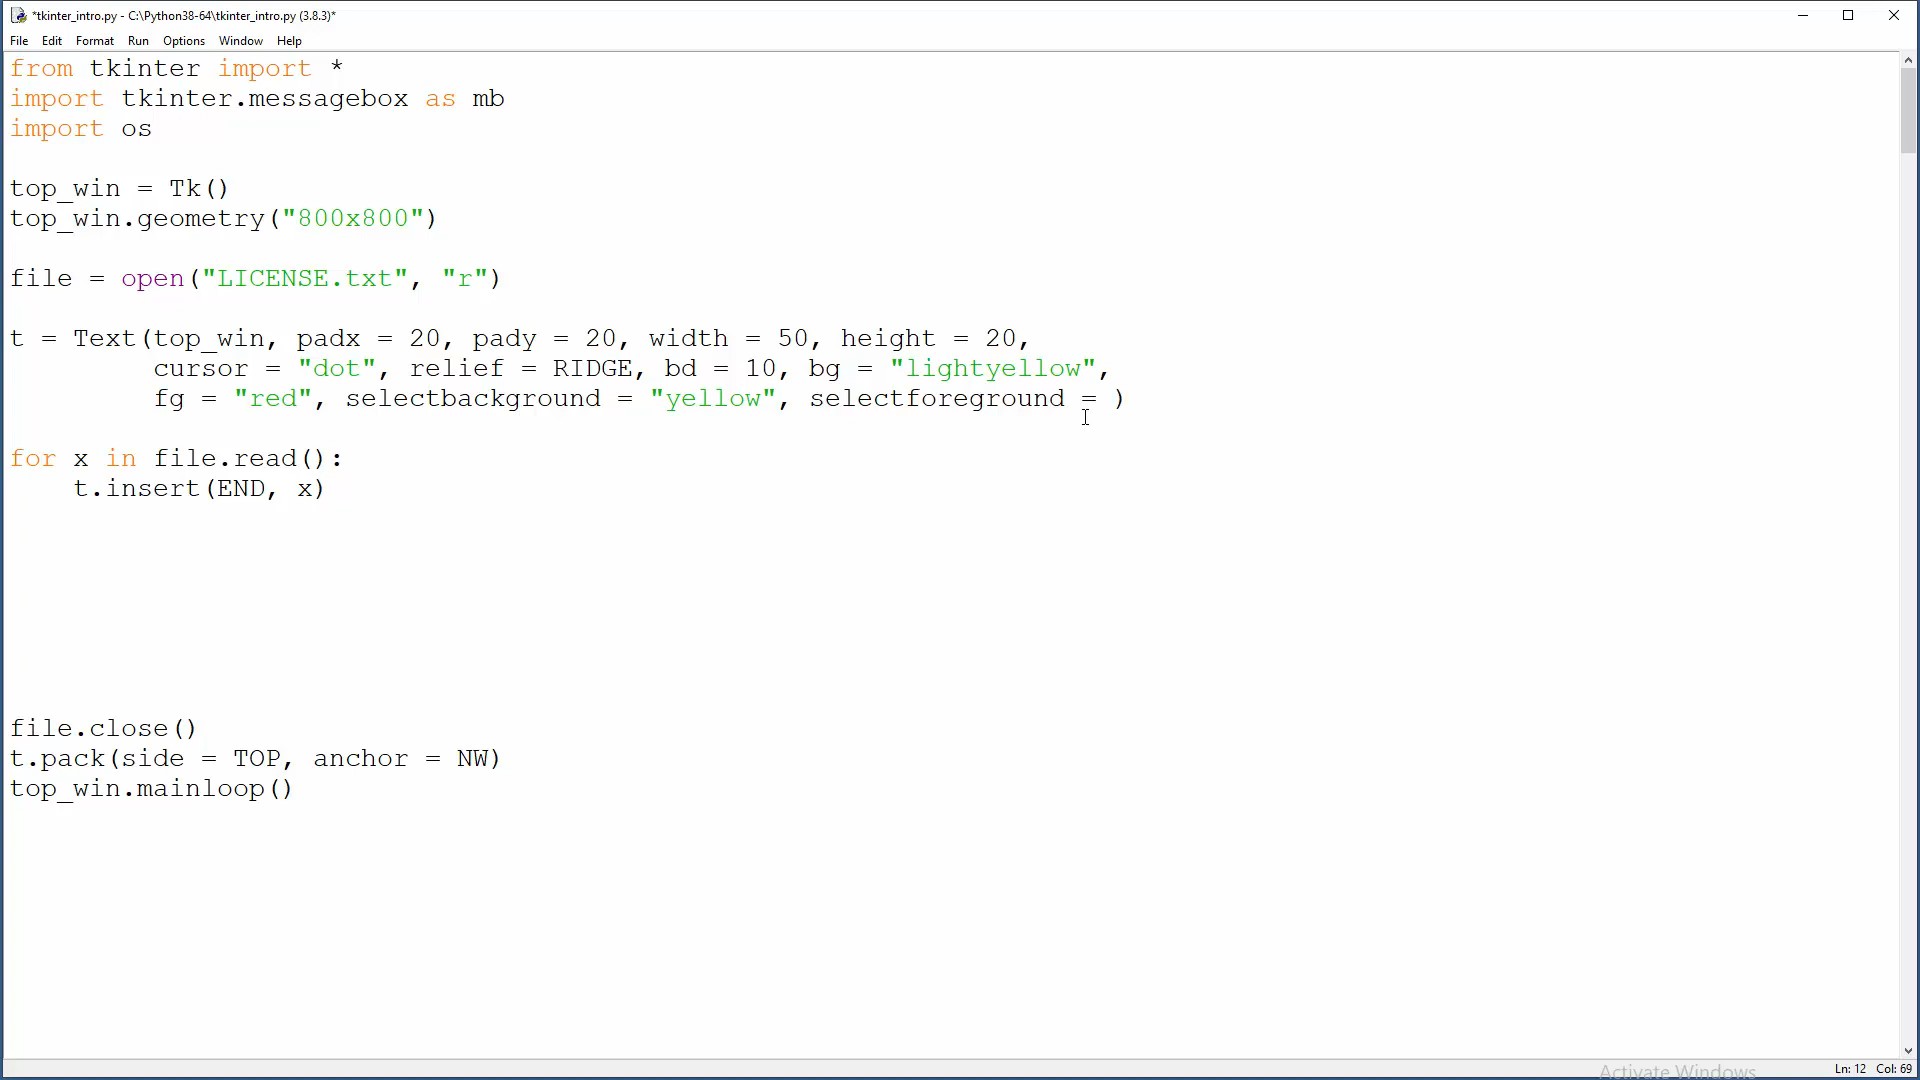 *tkinter_intro.py - C:\Python38-64\tkinter_intro.py (3.8.3)*
File Edit Format Run Options Window Help
from tkinter import *
import tkinter.messagebox as mb
import os
top_win = Tk()
top_win.geometry("800x800")
file = open("LICENSE.txt", "r")
t = Text(top_win, padx = 20, pady = 20, width = 50, height = 20,
cursor = "dot", relief = RIDGE, bd = 10, bg = "lightyellow",
fg = "red", selectbackground = "yellow", selectforeground = )
for x in file.read():
t.insert(END, x)
file.close()
t.pack(side = TOP, anchor = NW)
top_win.mainloop()
Activate Windows
Ln: 12 Col: 69